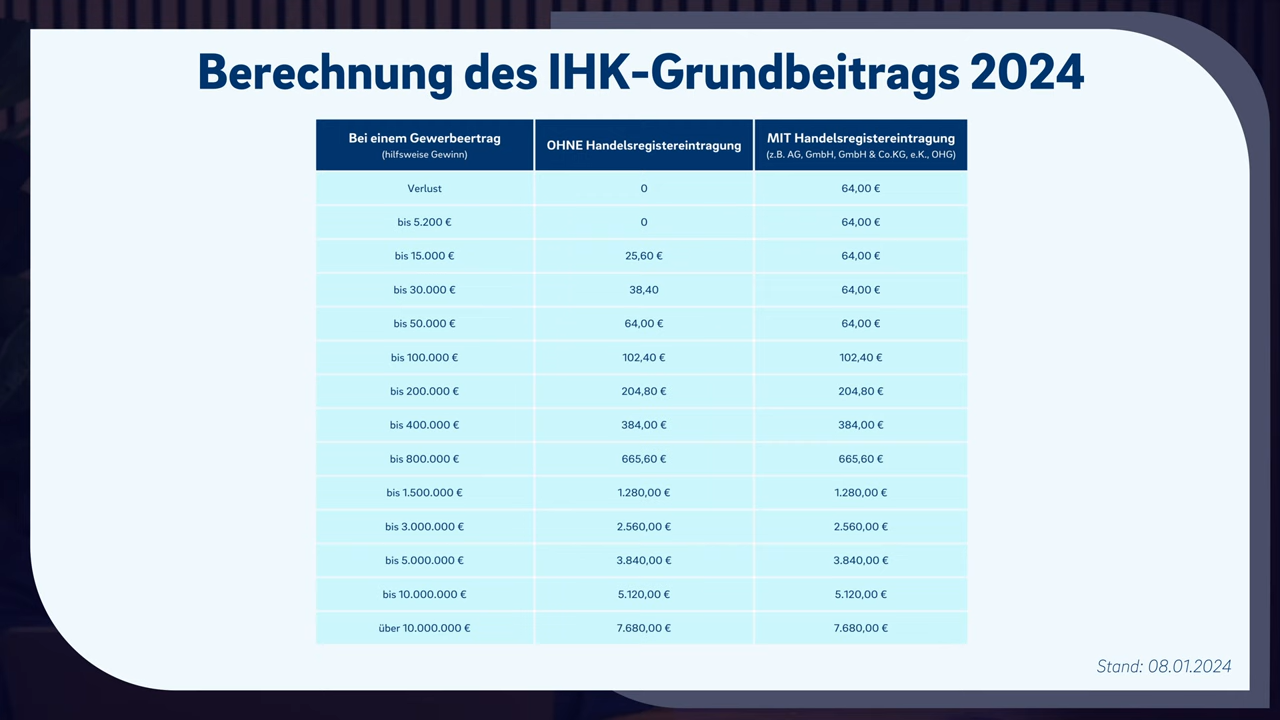 Berechnung des IHK-Grundbeitrags 2024
Bei einem Gewerbeertrag
(hilfsweise Gewinn)
OHNE Handelsregistereintragung
MIT Handelsregistereintragung
(z.B. AG, GmbH, GmbH & Co.KG, e.K., OHG)
Verlust 0 64,00 €
bis 5.200 € 0 64,00 €
bis 15.000 € 25,60 € 64,00 €
bis 30.000 € 38,40 64,00 €
bis 50.000 € 64,00 € 64,00 €
bis 100.000 € 102,40 € 102,40 €
bis 200.000 € 204,80 € 204,80 €
bis 400.000 € 384,00 € 384,00 €
bis 800.000 € 665,60 € 665,60 €
bis 1.500.000 € 1.280,00 € 1.280,00 €
bis 3.000.000 € 2.560,00 € 2.560,00 €
bis 5.000.000 € 3.840,00 € 3.840,00 €
bis 10.000.000 € 5.120,00 € 5.120,00 €
über 10.000.000 € 7.680,00 € 7.680,00 €
Stand: 08.01.2024